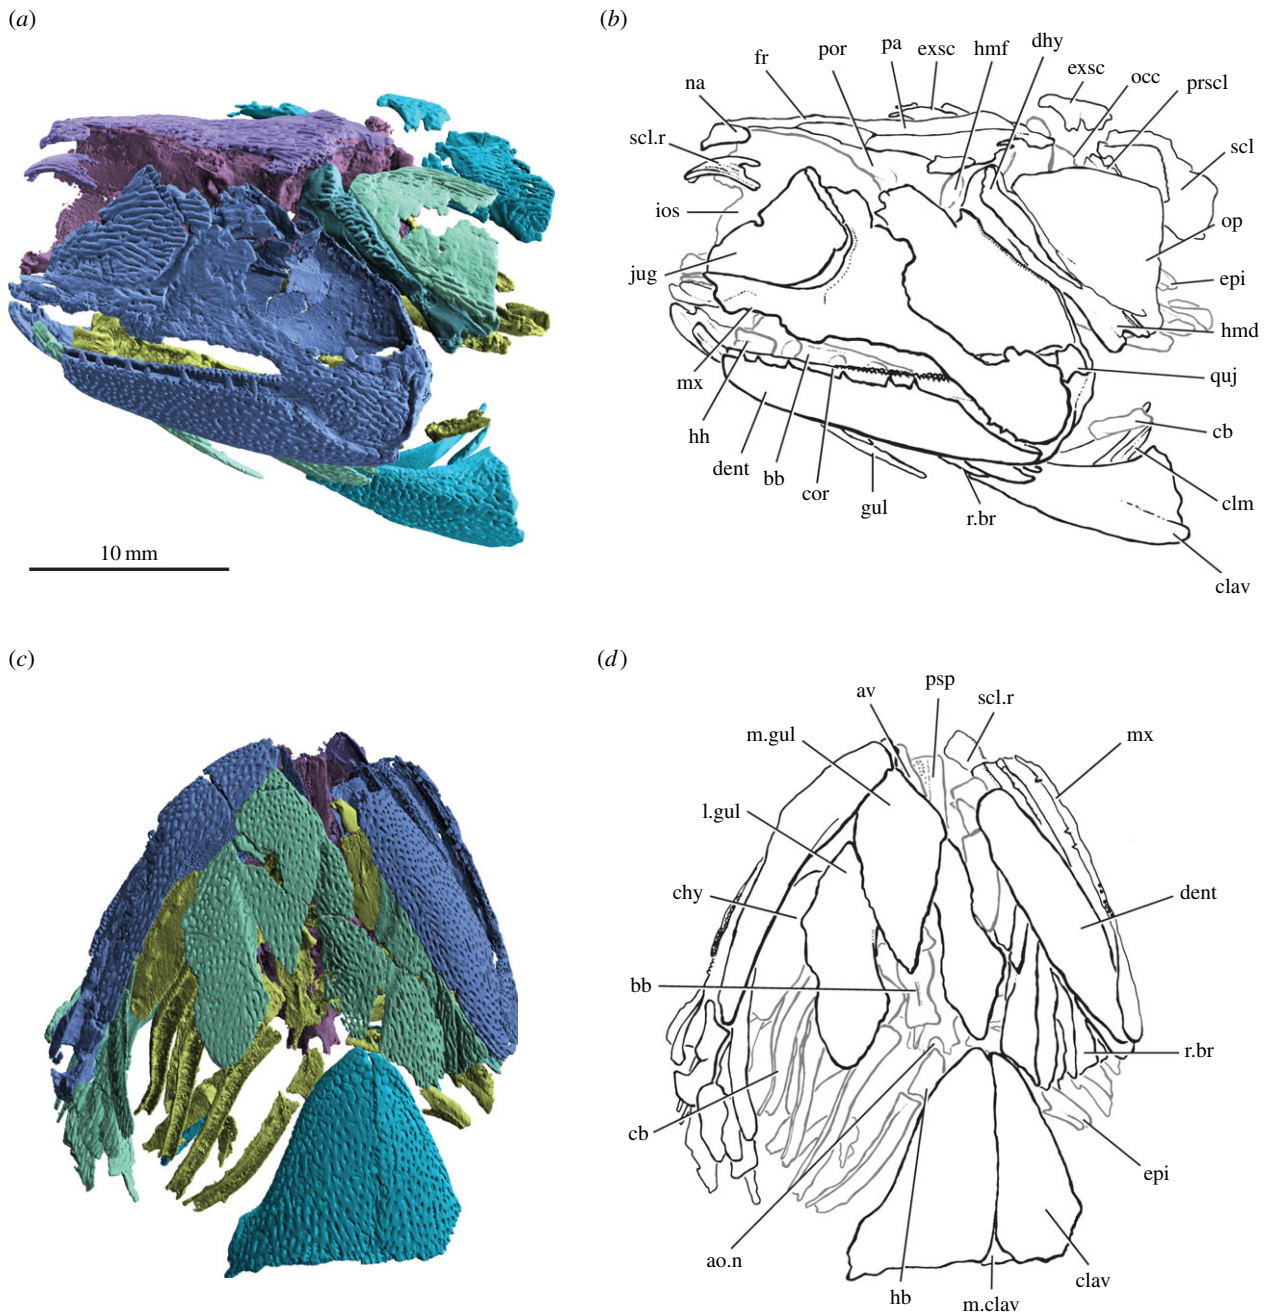 (a)
(b)
fr
por
pa
exsc
hmf
dhy
exsc
occ
prscl
na
scl.r
scl
ios
op
jug
epi
hmd
mx
quj
hh
cb
dent
bb
cor
gul
r.br
clm
clav
10 mm
(c)
(d)
av
psp
scl.r
m.gul
mx
l.gul
chy
dent
bb
r.br
cb
epi
ao.n
hb
m.clav
clav